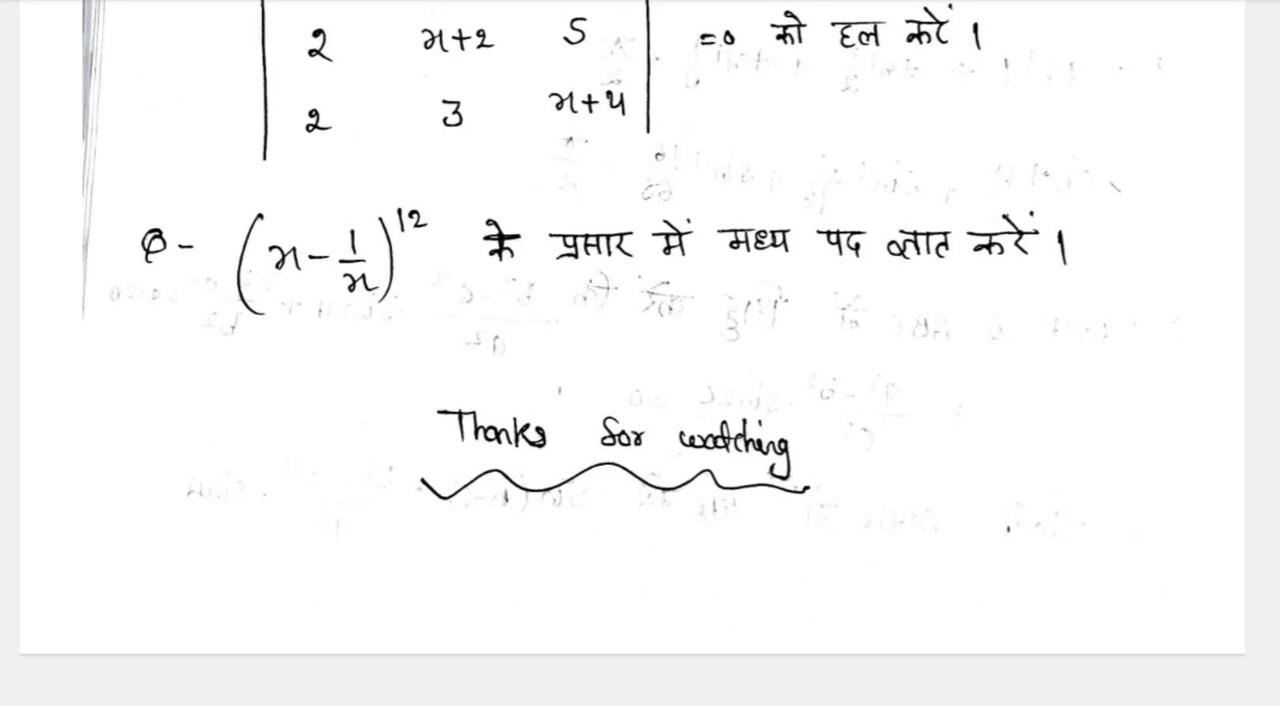 2 x+2 5 =0 को हल करें।
2 3 x+4
Q- (x - 1/x)^12 के प्रसार में मध्य पद ज्ञात करें।
Thanks for watching